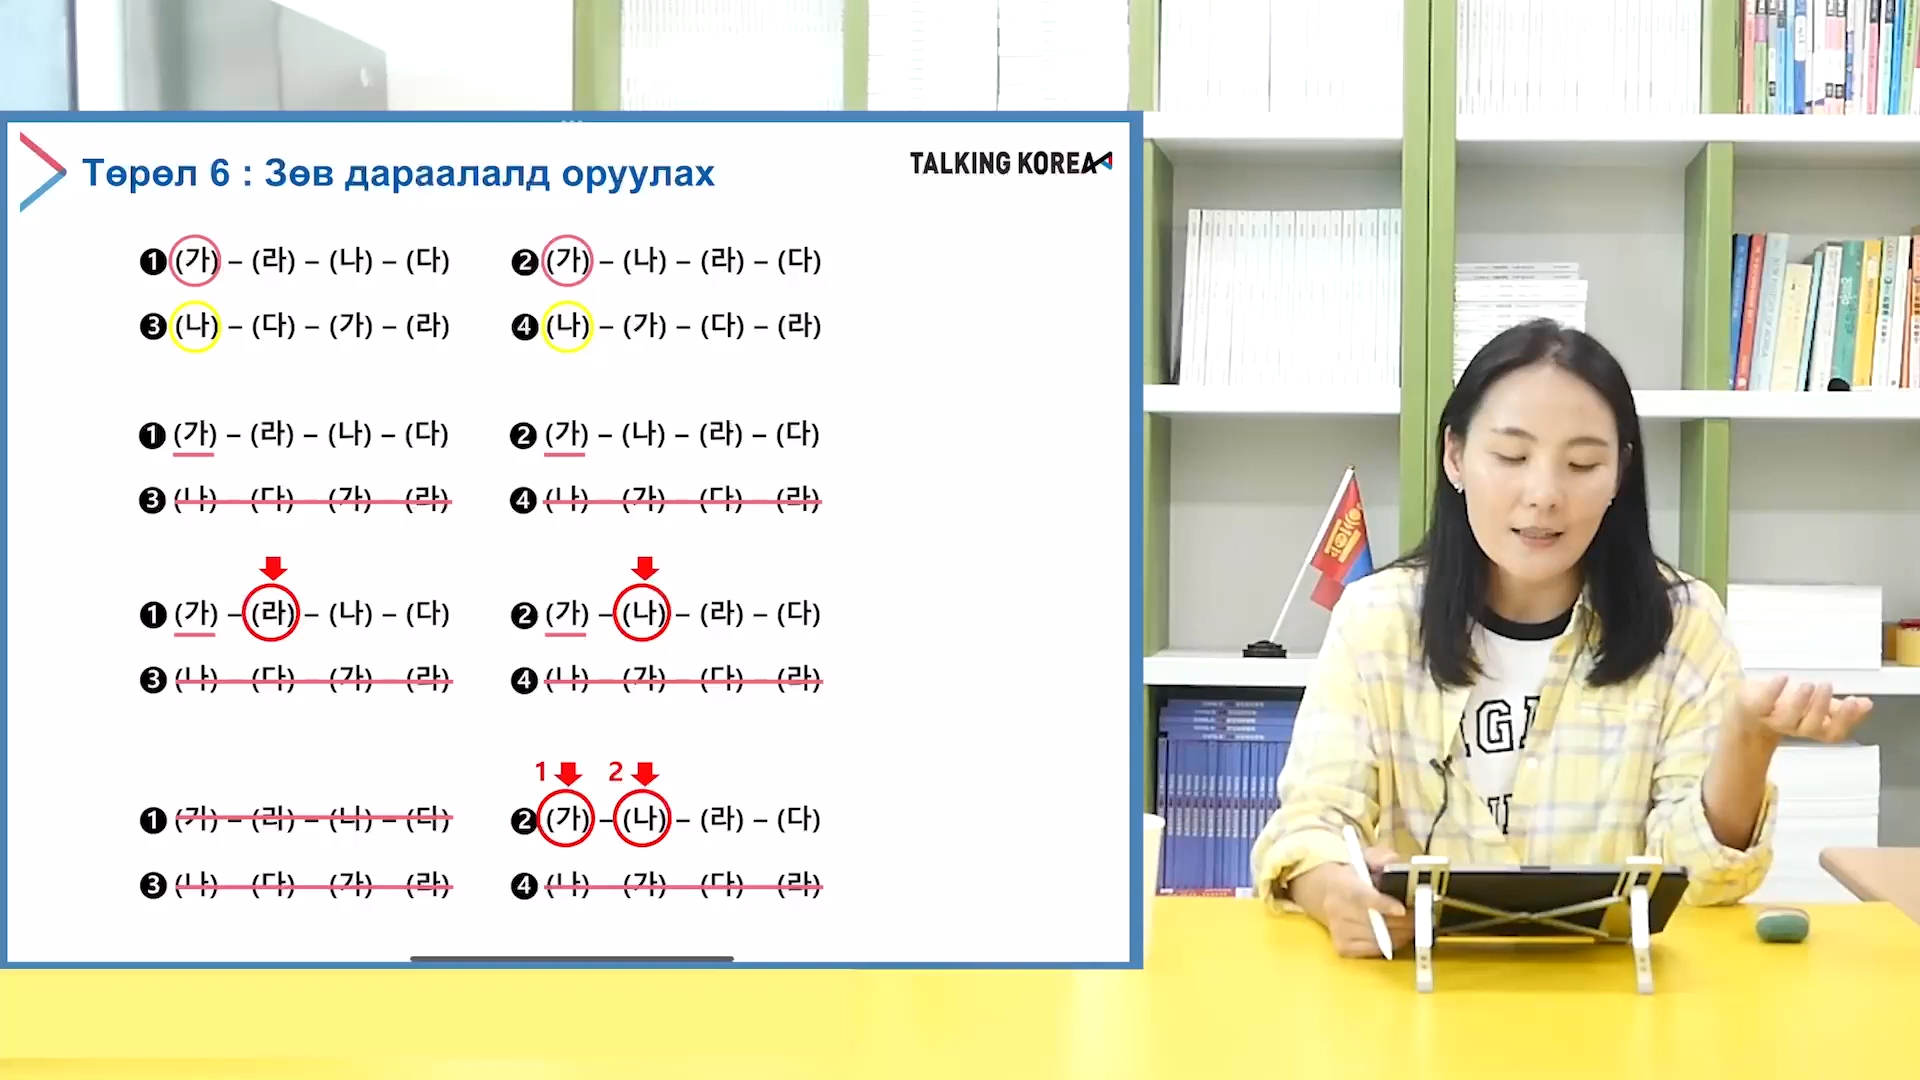 Төрөл 6 : Зөв дараалалд оруулах
TALKING KOREA
❶ (가) – (라) – (나) – (다) ❷ (가) – (나) – (라) – (다)
❸ (나) – (다) – (가) – (라) ❹ (나) – (가) – (다) – (라)
❶ (가) – (라) – (나) – (다) ❷ (가) – (나) – (라) – (다)
❸ (나) – (다) – (가) – (라) ❹ (나) – (가) – (다) – (라)
❶ (가) – (라) – (나) – (다) ❷ (가) – (나) – (라) – (다)
❸ (나) – (다) – (가) – (라) ❹ (나) – (가) – (다) – (라)
1 2
❶ (가) – (라) – (나) – (다) ❷ (가) – (나) – (라) – (다)
❸ (나) – (다) – (가) – (라) ❹ (나) – (가) – (다) – (라)